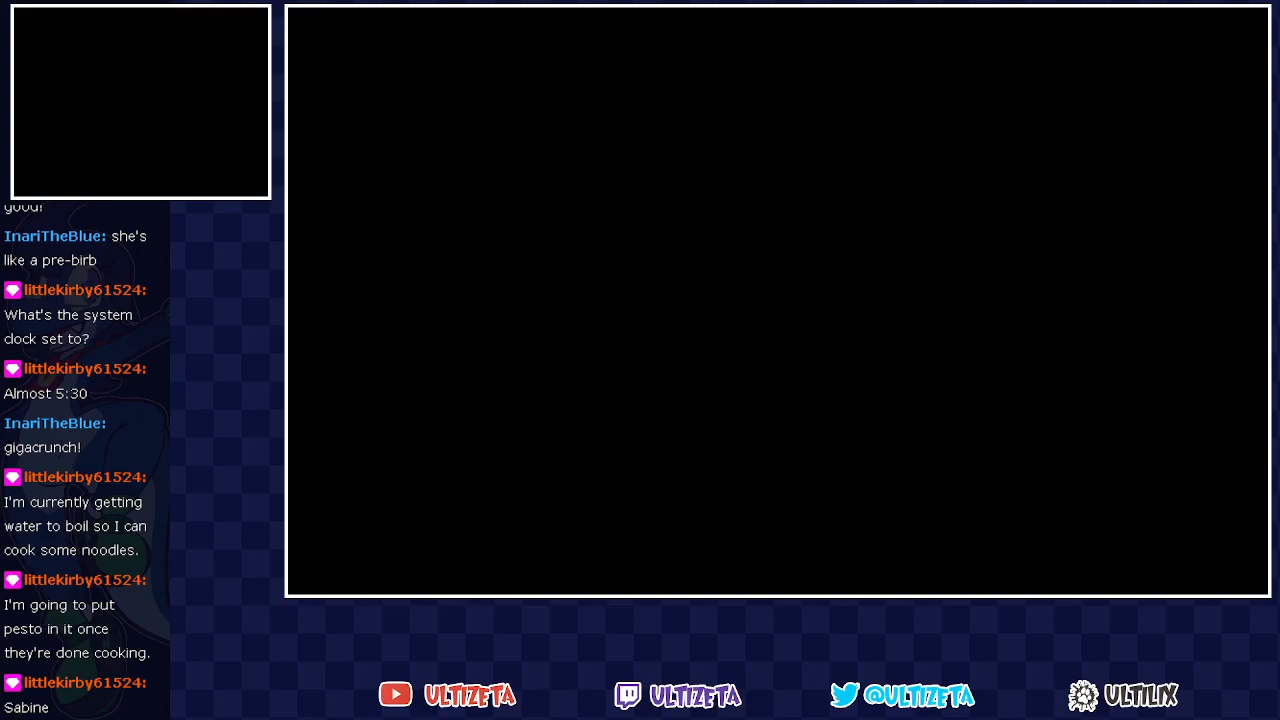 good!
InariTheBlue: she's
like a pre-birb
littlekirby61524:
What's the system
clock set to?
littlekirby61524:
Almost 5:30
InariTheBlue:
gigacrunch!
littlekirby61524:
I'm currently getting
water to boil so I can
cook some noodles.
littlekirby61524:
I'm going to put
pesto in it once
they're done cooking.
littlekirby61524:
Sabine
ULTIZETA
ULTIZETA
@ULTIZETA
ULTILIX